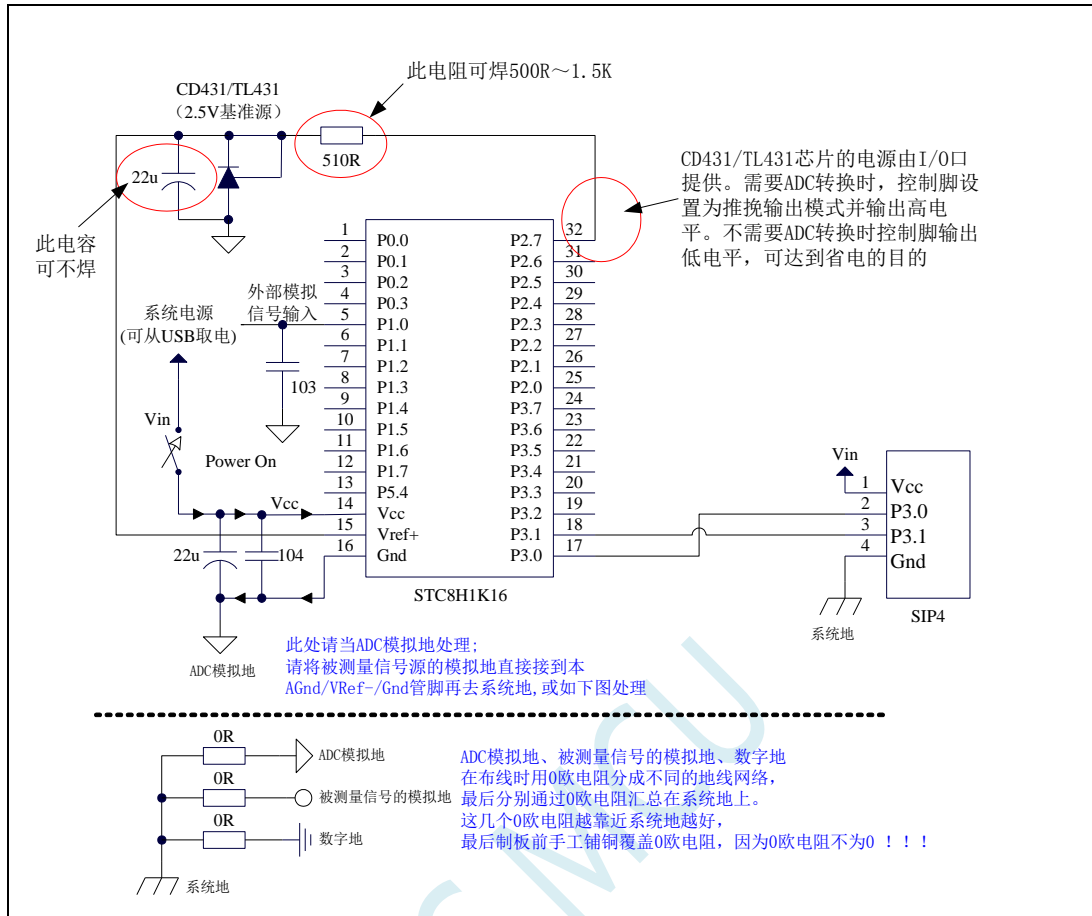 此电阻可焊500R～1.5K
CD431/TL431
（2.5V基准源）
510R
22u
此电容
可不焊
CD431/TL431芯片的电源由I/O口
提供。需要ADC转换时，控制脚设
置为推挽输出模式并输出高电
平。不需要ADC转换时控制脚输出
低电平，可达到省电的目的
外部模拟
信号输入
103
系统电源
(可从USB取电)
Vin
Power On
Vcc
22u
104
ADC模拟地
1 P0.0
2 P0.1
3 P0.2
4 P0.3
5 P1.0
6 P1.1
7 P1.2
8 P1.3
9 P1.4
10 P1.5
11 P1.6
12 P1.7
13 P5.4
14 Vcc
15 Vref+
16 Gnd
P2.7 32
P2.6 31
P2.5 30
P2.4 29
P2.3 28
P2.2 27
P2.1 26
P2.0 25
P3.7 24
P3.6 23
P3.5 22
P3.4 21
P3.3 20
P3.2 19
P3.1 18
P3.0 17
STC8H1K16
Vin
1 Vcc
2 P3.0
3 P3.1
4 Gnd
SIP4
系统地
此处请当ADC模拟地处理;
请将被测量信号源的模拟地直接接到本
AGnd/VRef-/Gnd管脚再去系统地,或如下图处理
0R
ADC模拟地
0R
被测量信号的模拟地
0R
数字地
系统地
ADC模拟地、被测量信号的模拟地、数字地
在布线时用0欧电阻分成不同的地线网络，
最后分别通过0欧电阻汇总在系统地上。
这几个0欧电阻越靠近系统地越好，
最后制板前手工铺铜覆盖0欧电阻，因为0欧电阻不为0 ！！！
MCU